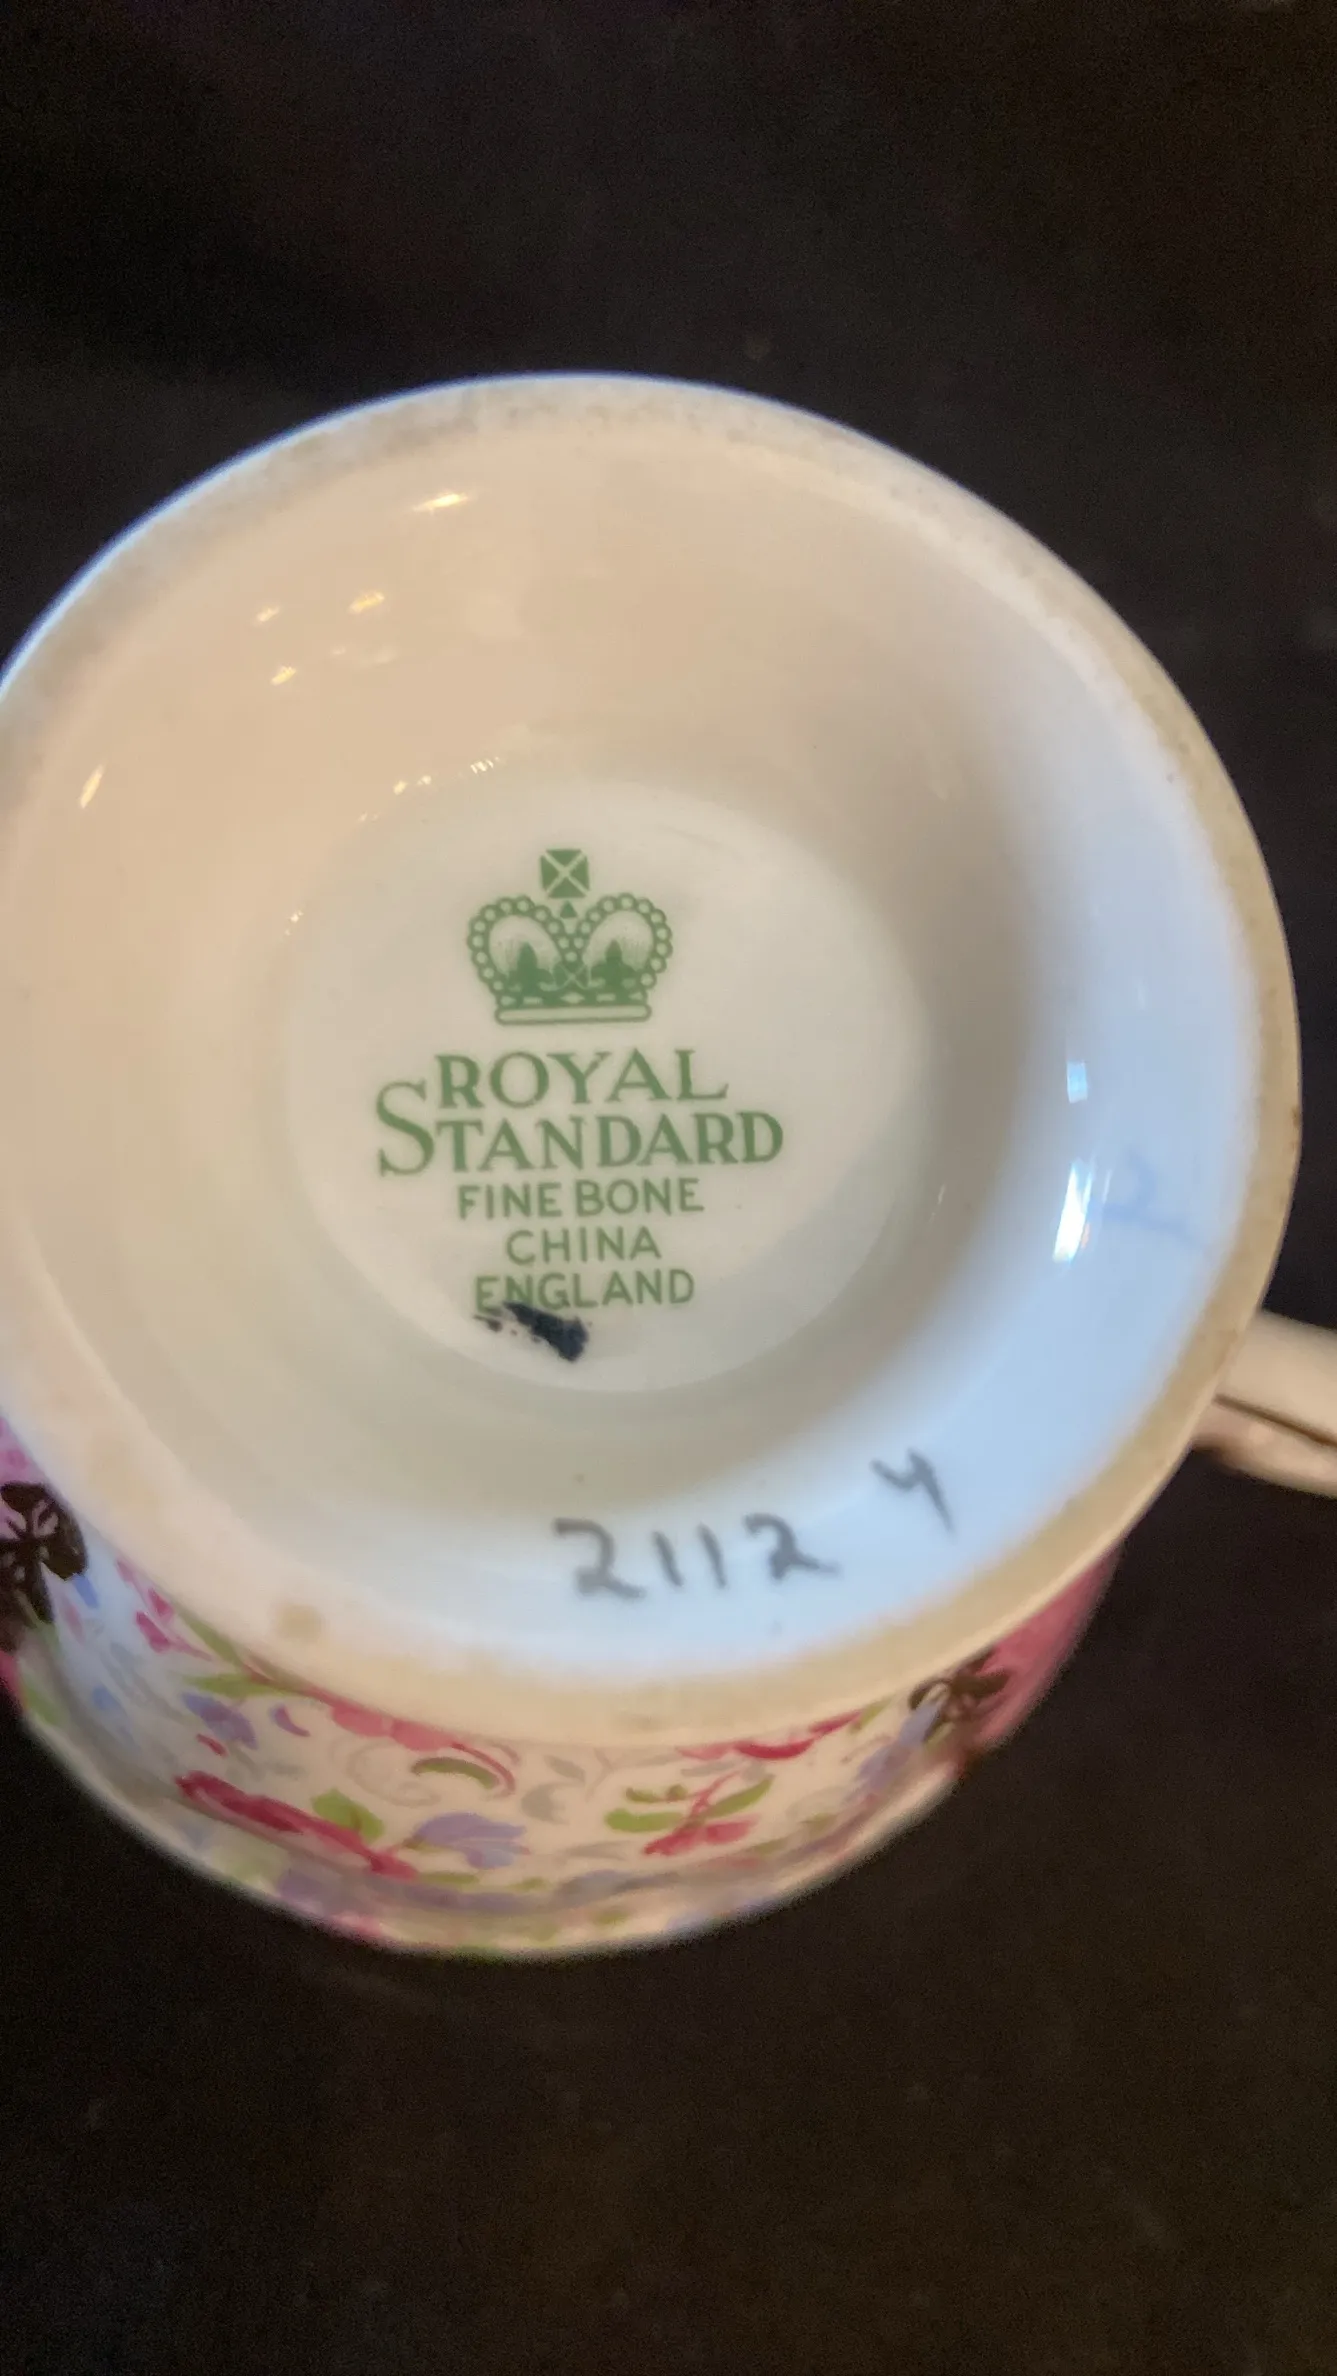 ROYAL
STANDARD
FINE BONE
CHINA
ENGLAND
2112 4